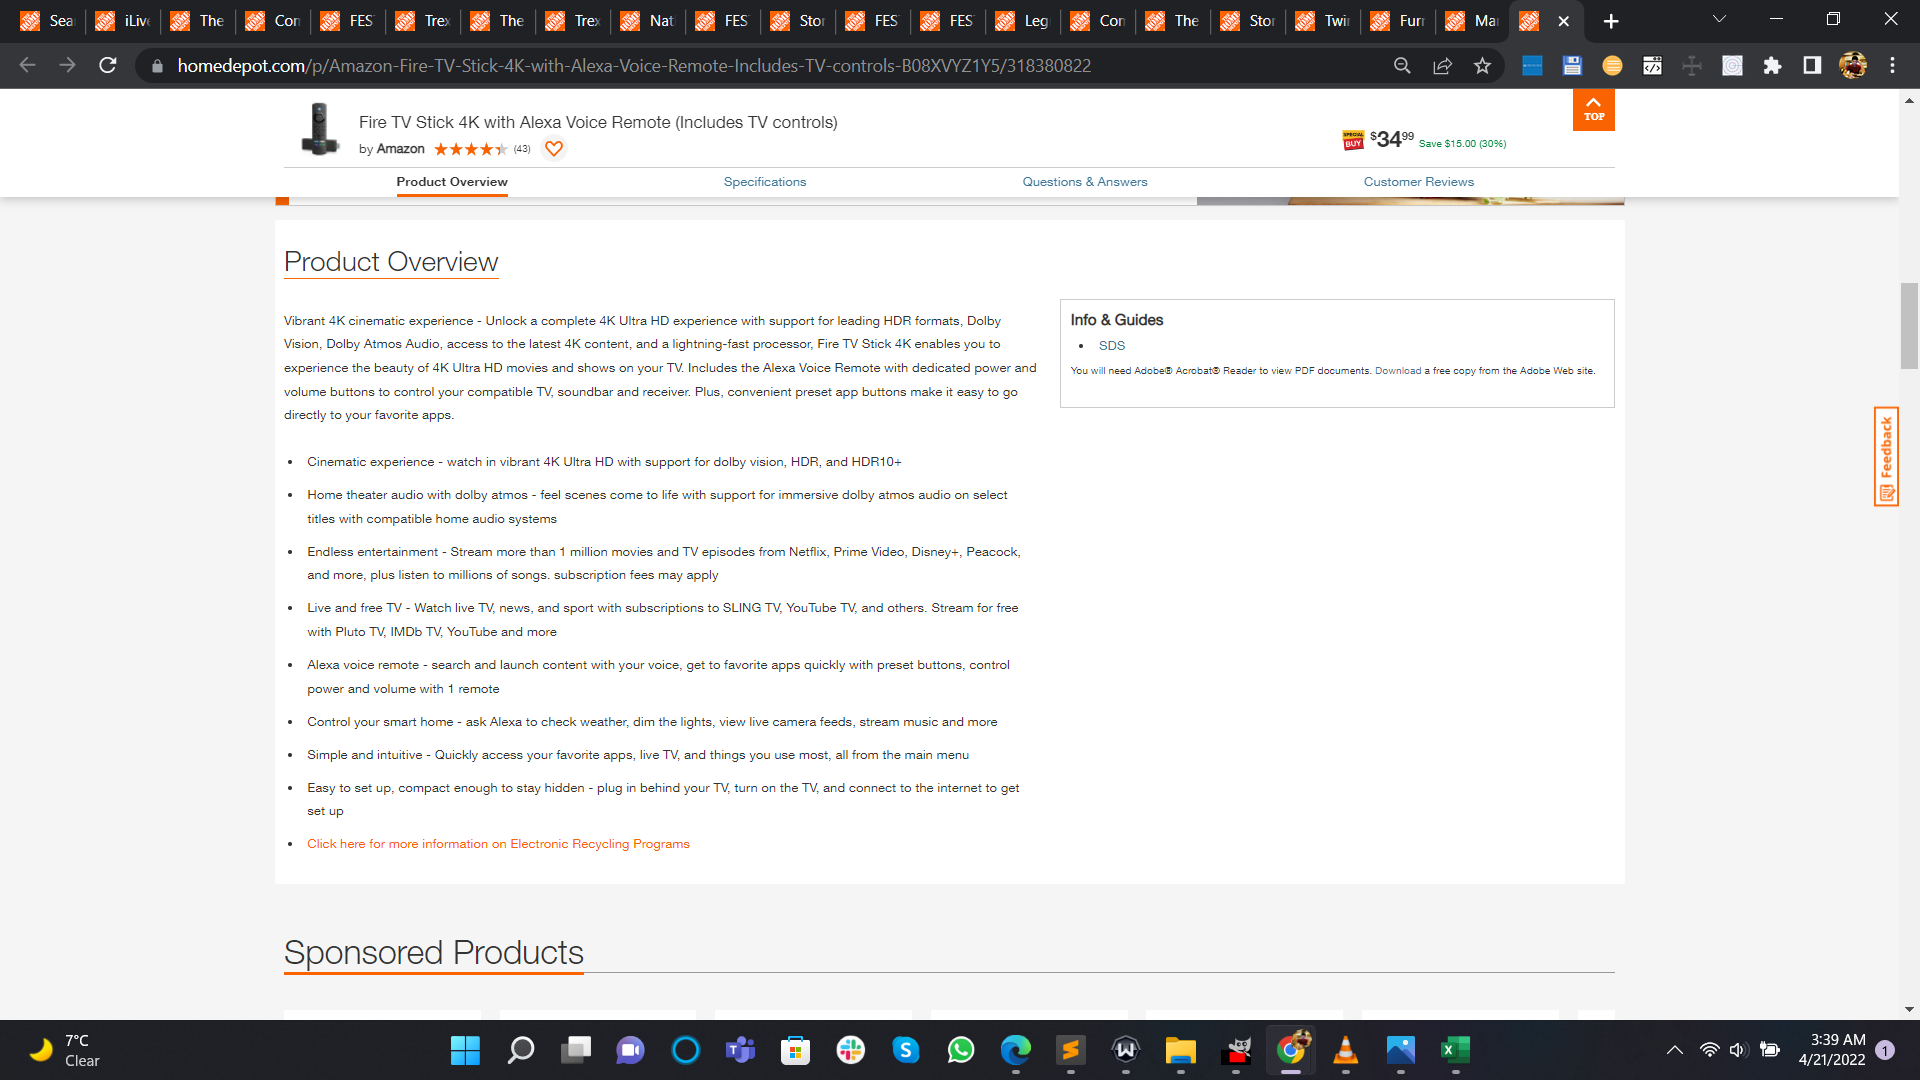 Sea
iLive
The
Con
FES
Trex
The
Trex
Nati
FES
Stor
FES
FES
Leg
Con
The
Stor
Twin
Furr
Ma
homedepot.com/p/Amazon-Fire-TV-Stick-4K-with-Alexa-Voice-Remote-Includes-TV-controls-B08XVYZ1Y5/318380822
Fire TV Stick 4K with Alexa Voice Remote (Includes TV controls)
by Amazon (43)
SPECIAL BUY $34 99 Save $15.00 (30%)
TOP
Product Overview
Specifications
Questions & Answers
Customer Reviews
Product Overview
Vibrant 4K cinematic experience - Unlock a complete 4K Ultra HD experience with support for leading HDR formats, Dolby
Vision, Dolby Atmos Audio, access to the latest 4K content, and a lightning-fast processor, Fire TV Stick 4K enables you to
experience the beauty of 4K Ultra HD movies and shows on your TV. Includes the Alexa Voice Remote with dedicated power and
volume buttons to control your compatible TV, soundbar and receiver. Plus, convenient preset app buttons make it easy to go
directly to your favorite apps.
• Cinematic experience - watch in vibrant 4K Ultra HD with support for dolby vision, HDR, and HDR10+
• Home theater audio with dolby atmos - feel scenes come to life with support for immersive dolby atmos audio on select
titles with compatible home audio systems
• Endless entertainment - Stream more than 1 million movies and TV episodes from Netflix, Prime Video, Disney+, Peacock,
and more, plus listen to millions of songs. subscription fees may apply
• Live and free TV - Watch live TV, news, and sport with subscriptions to SLING TV, YouTube TV, and others. Stream for free
with Pluto TV, IMDb TV, YouTube and more
• Alexa voice remote - search and launch content with your voice, get to favorite apps quickly with preset buttons, control
power and volume with 1 remote
• Control your smart home - ask Alexa to check weather, dim the lights, view live camera feeds, stream music and more
• Simple and intuitive - Quickly access your favorite apps, live TV, and things you use most, all from the main menu
• Easy to set up, compact enough to stay hidden - plug in behind your TV, turn on the TV, and connect to the internet to get
set up
• Click here for more information on Electronic Recycling Programs
Info & Guides
• SDS
You will need Adobe® Acrobat® Reader to view PDF documents. Download a free copy from the Adobe Web site.
Feedback
Sponsored Products
7°C
Clear
3:39 AM
4/21/2022
1